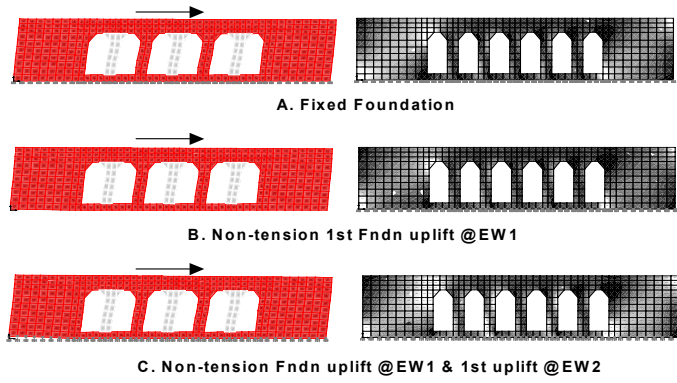 A. Fixed Foundation
B. Non-tension 1st Fndn uplift @EW1
C. Non-tension Fndn uplift @EW1 & 1st uplift @EW2